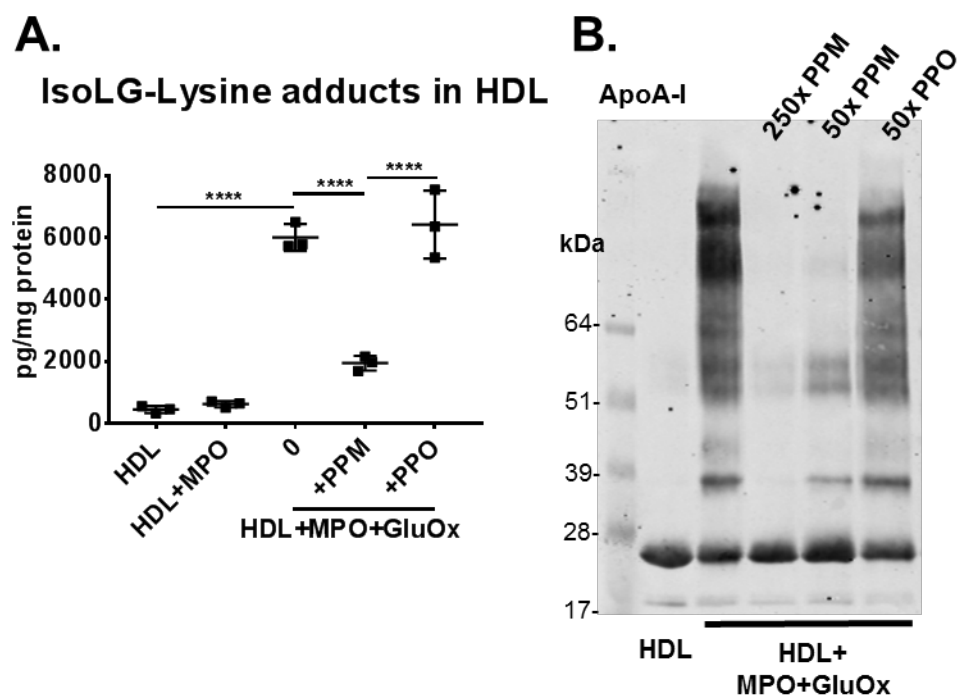 A.
IsoLG-Lysine adducts in HDL
pg/mg protein
8000
6000
4000
2000
0
****
****
****
HDL
HDL+MPO
0
+PPM
+PPO
HDL+MPO+GluOx
B.
ApoA-I
250x PPM
50x PPM
50x PPO
kDa
64-
51-
39-
28-
17-
HDL
HDL+
MPO+GluOx